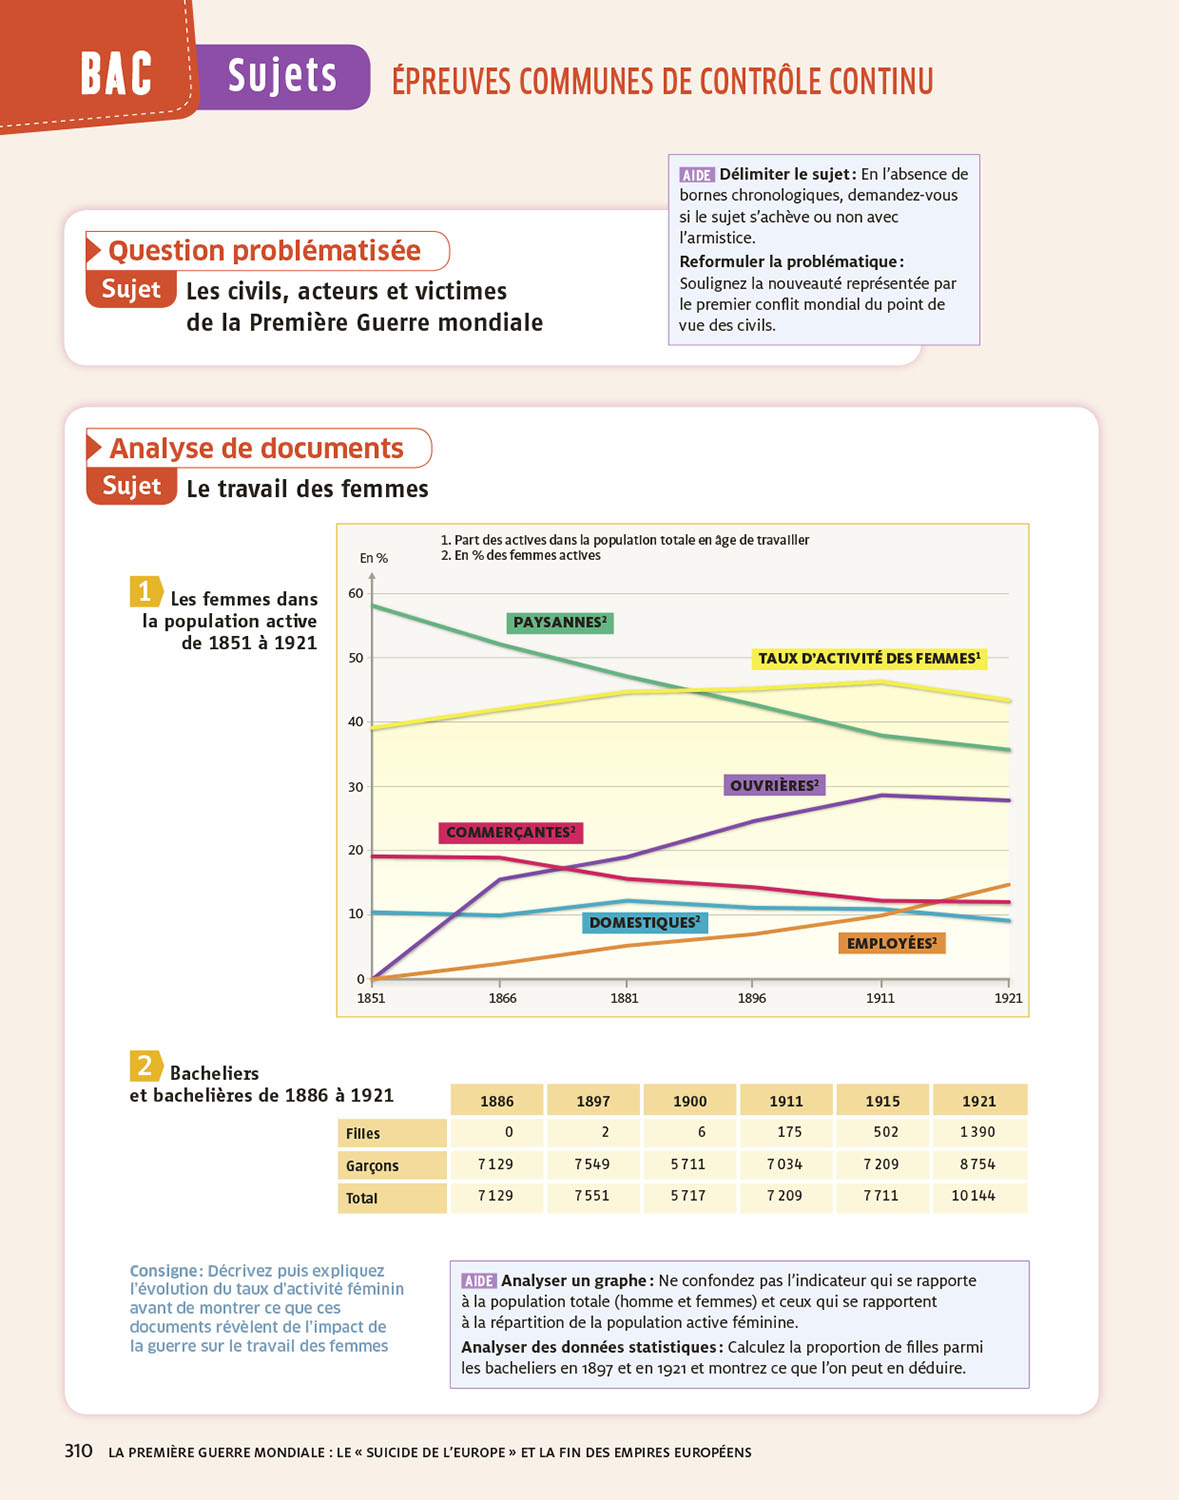 BAC
Sujets
ÉPREUVES COMMUNES DE CONTRÔLE CONTINU
AIDE Délimiter le sujet : En l'absence de
bornes chronologiques, demandez-vous
si le sujet s'achève ou non avec
l'armistice.
Reformuler la problématique :
Soulignez la nouveauté représentée par
le premier conflit mondial du point de
vue des civils.
Question problématisée
Sujet
Les civils, acteurs et victimes
de la Première Guerre mondiale
Analyse de documents
Sujet
Le travail des femmes
1 Les femmes dans
la population active
de 1851 à 1921
1. Part des actives dans la population totale en âge de travailler
2. En % des femmes actives
En %
60
50
40
30
20
10
0
PAYSANNES²
TAUX D'ACTIVITÉ DES FEMMES¹
OUVRIÈRES²
COMMERÇANTES²
DOMESTIQUES²
EMPLOYÉES²
1851 1866 1881 1896 1911 1921
2 Bacheliers
et bachelières de 1886 à 1921
1886 1897 1900 1911 1915 1921
Filles 0 2 6 175 502 1 390
Garçons 7 129 7 549 5 711 7 034 7 209 8 754
Total 7 129 7 551 5 717 7 209 7 711 10 144
Consigne : Décrivez puis expliquez
l'évolution du taux d'activité féminin
avant de montrer ce que ces
documents révèlent de l'impact de
la guerre sur le travail des femmes
AIDE Analyser un graphe : Ne confondez pas l'indicateur qui se rapporte
à la population totale (homme et femmes) et ceux qui se rapportent
à la répartition de la population active féminine.
Analyser des données statistiques : Calculez la proportion de filles parmi
les bacheliers en 1897 et en 1921 et montrez ce que l'on peut en déduire.
310 LA PREMIÈRE GUERRE MONDIALE : LE « SUICIDE DE L'EUROPE » ET LA FIN DES EMPIRES EUROPÉENS